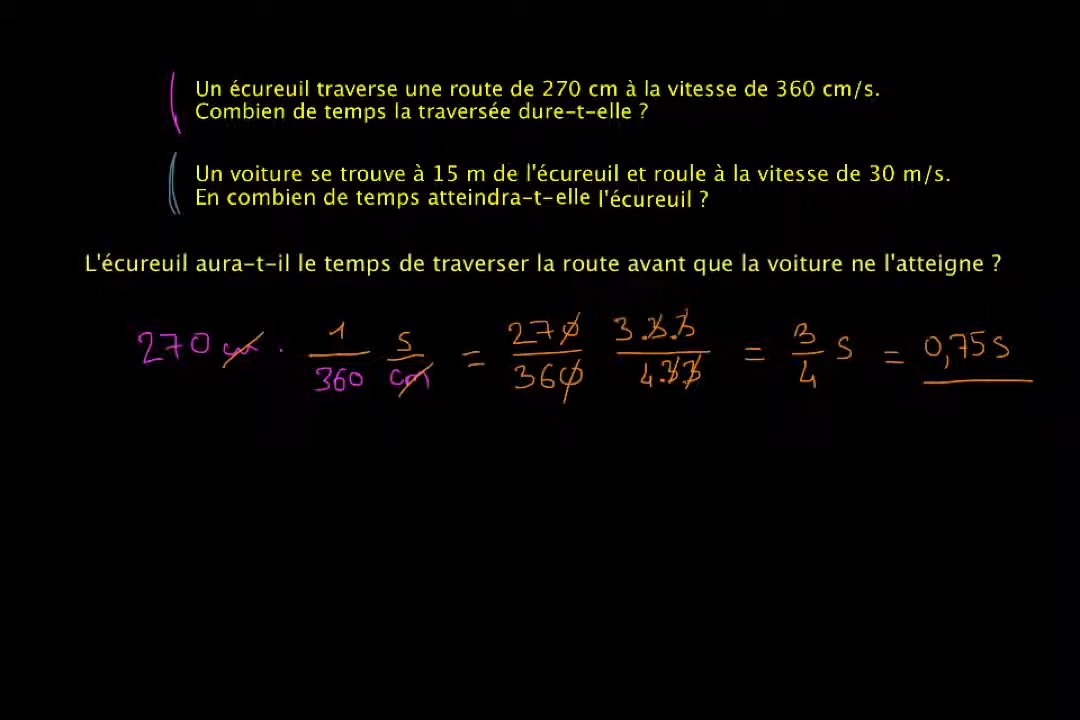 Un écureuil traverse une route de 270 cm à la vitesse de 360 cm/s.
Combien de temps la traversée dure-t-elle ?
Un voiture se trouve à 15 m de l'écureuil et roule à la vitesse de 30 m/s.
En combien de temps atteindra-t-elle l'écureuil ?
L'écureuil aura-t-il le temps de traverser la route avant que la voiture ne l'atteigne ?
270 cm · 1/360 s/cm = 270/360 3.3.3/4.3.3 = 3/4 s = 0,75 s